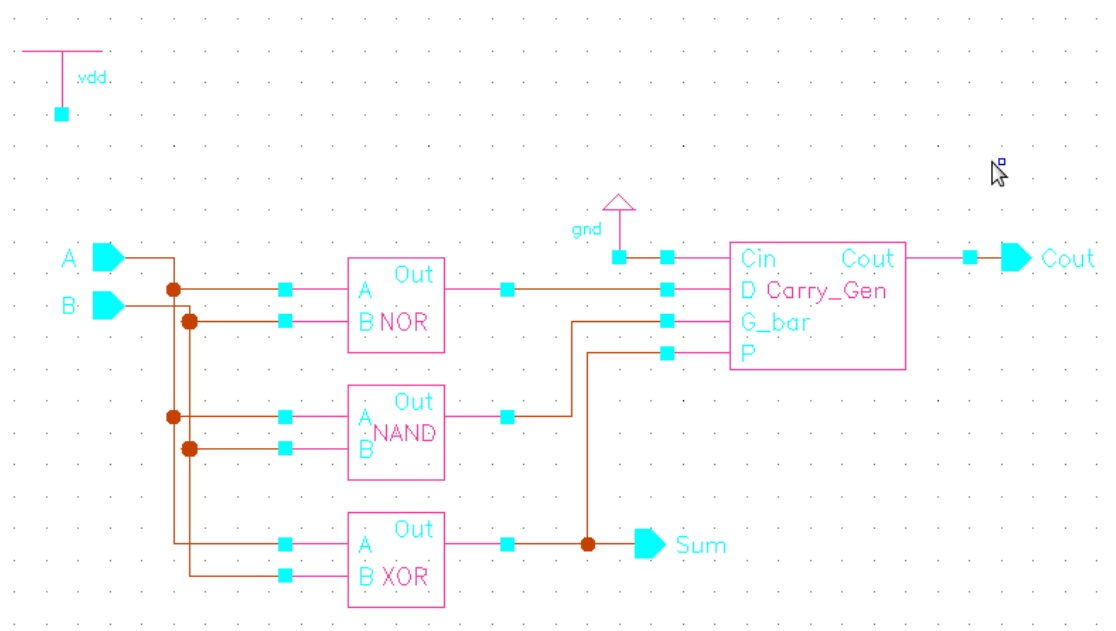 vdd
gnd
A
B
Out
A
B NOR
Cin Cout
D Carry_Gen
G_bar
P
Cout
Out
A
NAND
B
Out
A
B XOR
Sum